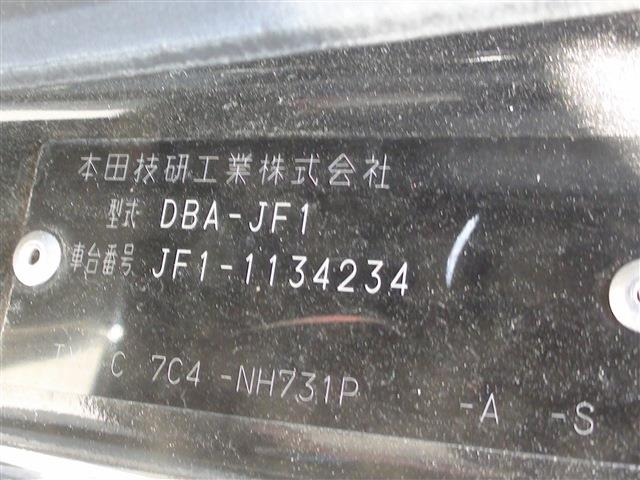 本田技研工業株式会社
型式 DBA-JF1
車台番号 JF1-1134234
C 7C4 -NH731P -A -S